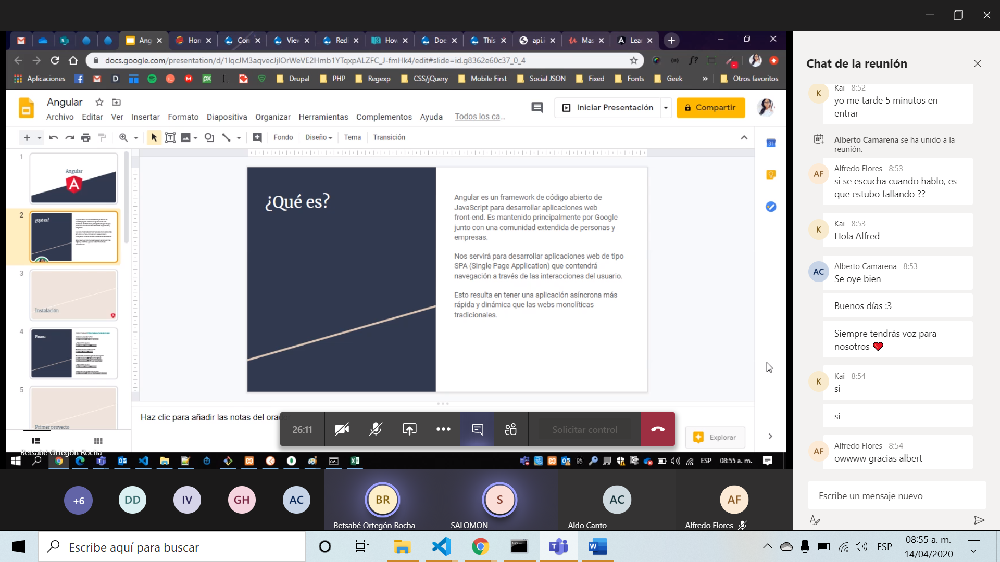 Ang
Hor
Con
View
Red
How
Doe
This
api.i
Mas
Lear
docs.google.com/presentation/d/1IqcJM3aqvecJjIOrWeVE2Hmb1YTqxpALZFC_J-fmHk4/edit#slide=id.g8362e60c37_0_4
Aplicaciones
Drupal
PHP
Regexp
CSS/jQuery
Mobile First
Social JSON
Fixed
Fonts
Geek
»
Otros favoritos
Angular
Archivo Editar Ver Insertar Formato Diapositiva Organizar Herramientas Complementos Ayuda Todos los ca...
Iniciar Presentación
Compartir
Fondo
Diseño
Tema
Transición
1
Angular
2
¿Qué es?
3
Instalación
4
Pasos:
5
Primer proyecto
¿Qué es?
Angular es un framework de código abierto de
JavaScript para desarrollar aplicaciones web
front-end. Es mantenido principalmente por Google
junto con una comunidad extendida de personas y
empresas.
Nos servirá para desarrollar aplicaciones web de tipo
SPA (Single Page Application) que contendrá
navegación a través de las interacciones del usuario.
Esto resulta en tener una aplicación asíncrona más
rápida y dinámica que las webs monolíticas
tradicionales.
Haz clic para añadir las notas del orador
26:11
Solicitar control
Explorar
Betsabé Ortegón Rocha
ESP
08:55 a. m.
+6
DD
IV
GH
AC
BR
Betsabé Ortegón Rocha
S
SALOMON
AC
Aldo Canto
AF
Alfredo Flores
Chat de la reunión
K
Kai 8:52
yo me tarde 5 minutos en
entrar
Alberto Camarena se ha unido a la
reunión.
AF
Alfredo Flores 8:53
si se escucha cuando hablo, es
que estubo fallando ??
K
Kai 8:53
Hola Alfred
AC
Alberto Camarena 8:53
Se oye bien
Buenos días :3
Siempre tendrás voz para
nosotros ❤
K
Kai 8:54
si
si
AF
Alfredo Flores 8:54
owwww gracias albert
Escribe un mensaje nuevo
Escribe aquí para buscar
ESP
08:55 a. m.
14/04/2020